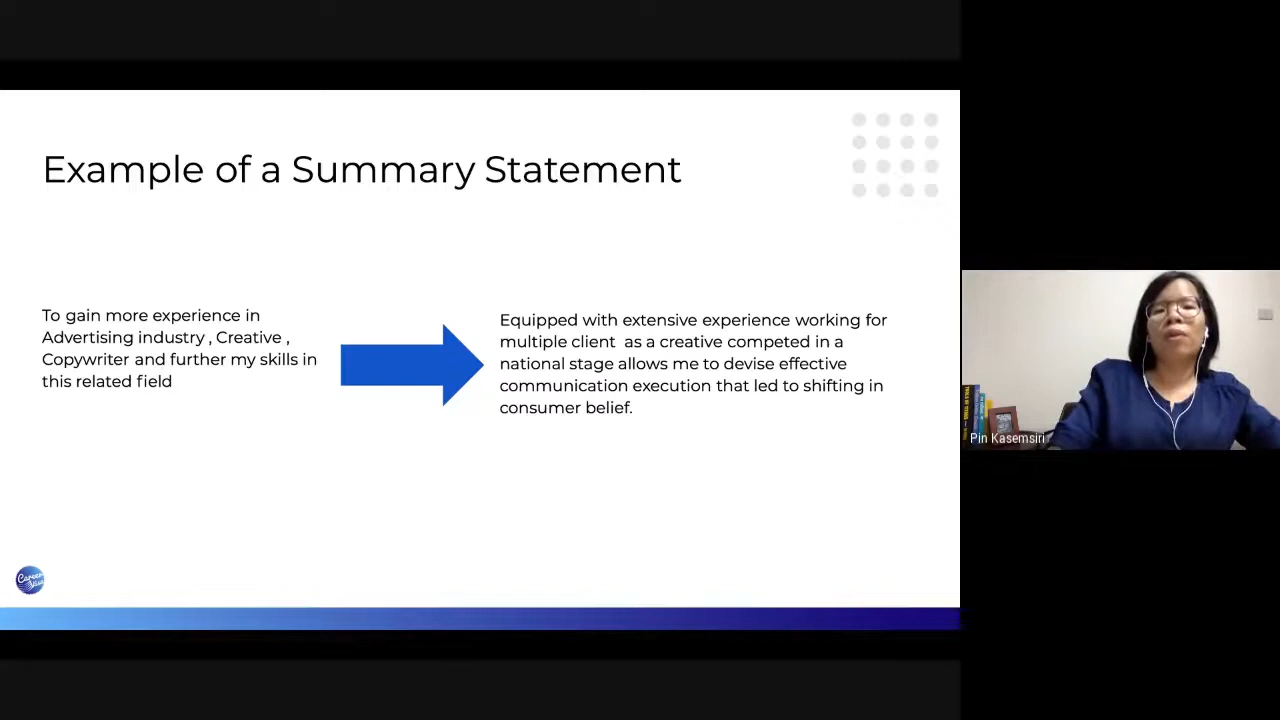 Example of a Summary Statement
To gain more experience in
Advertising industry , Creative ,
Copywriter and further my skills in
this related field
Equipped with extensive experience working for
multiple client as a creative competed in a
national stage allows me to devise effective
communication execution that led to shifting in
consumer belief.
Pin Kasemsiri
Career